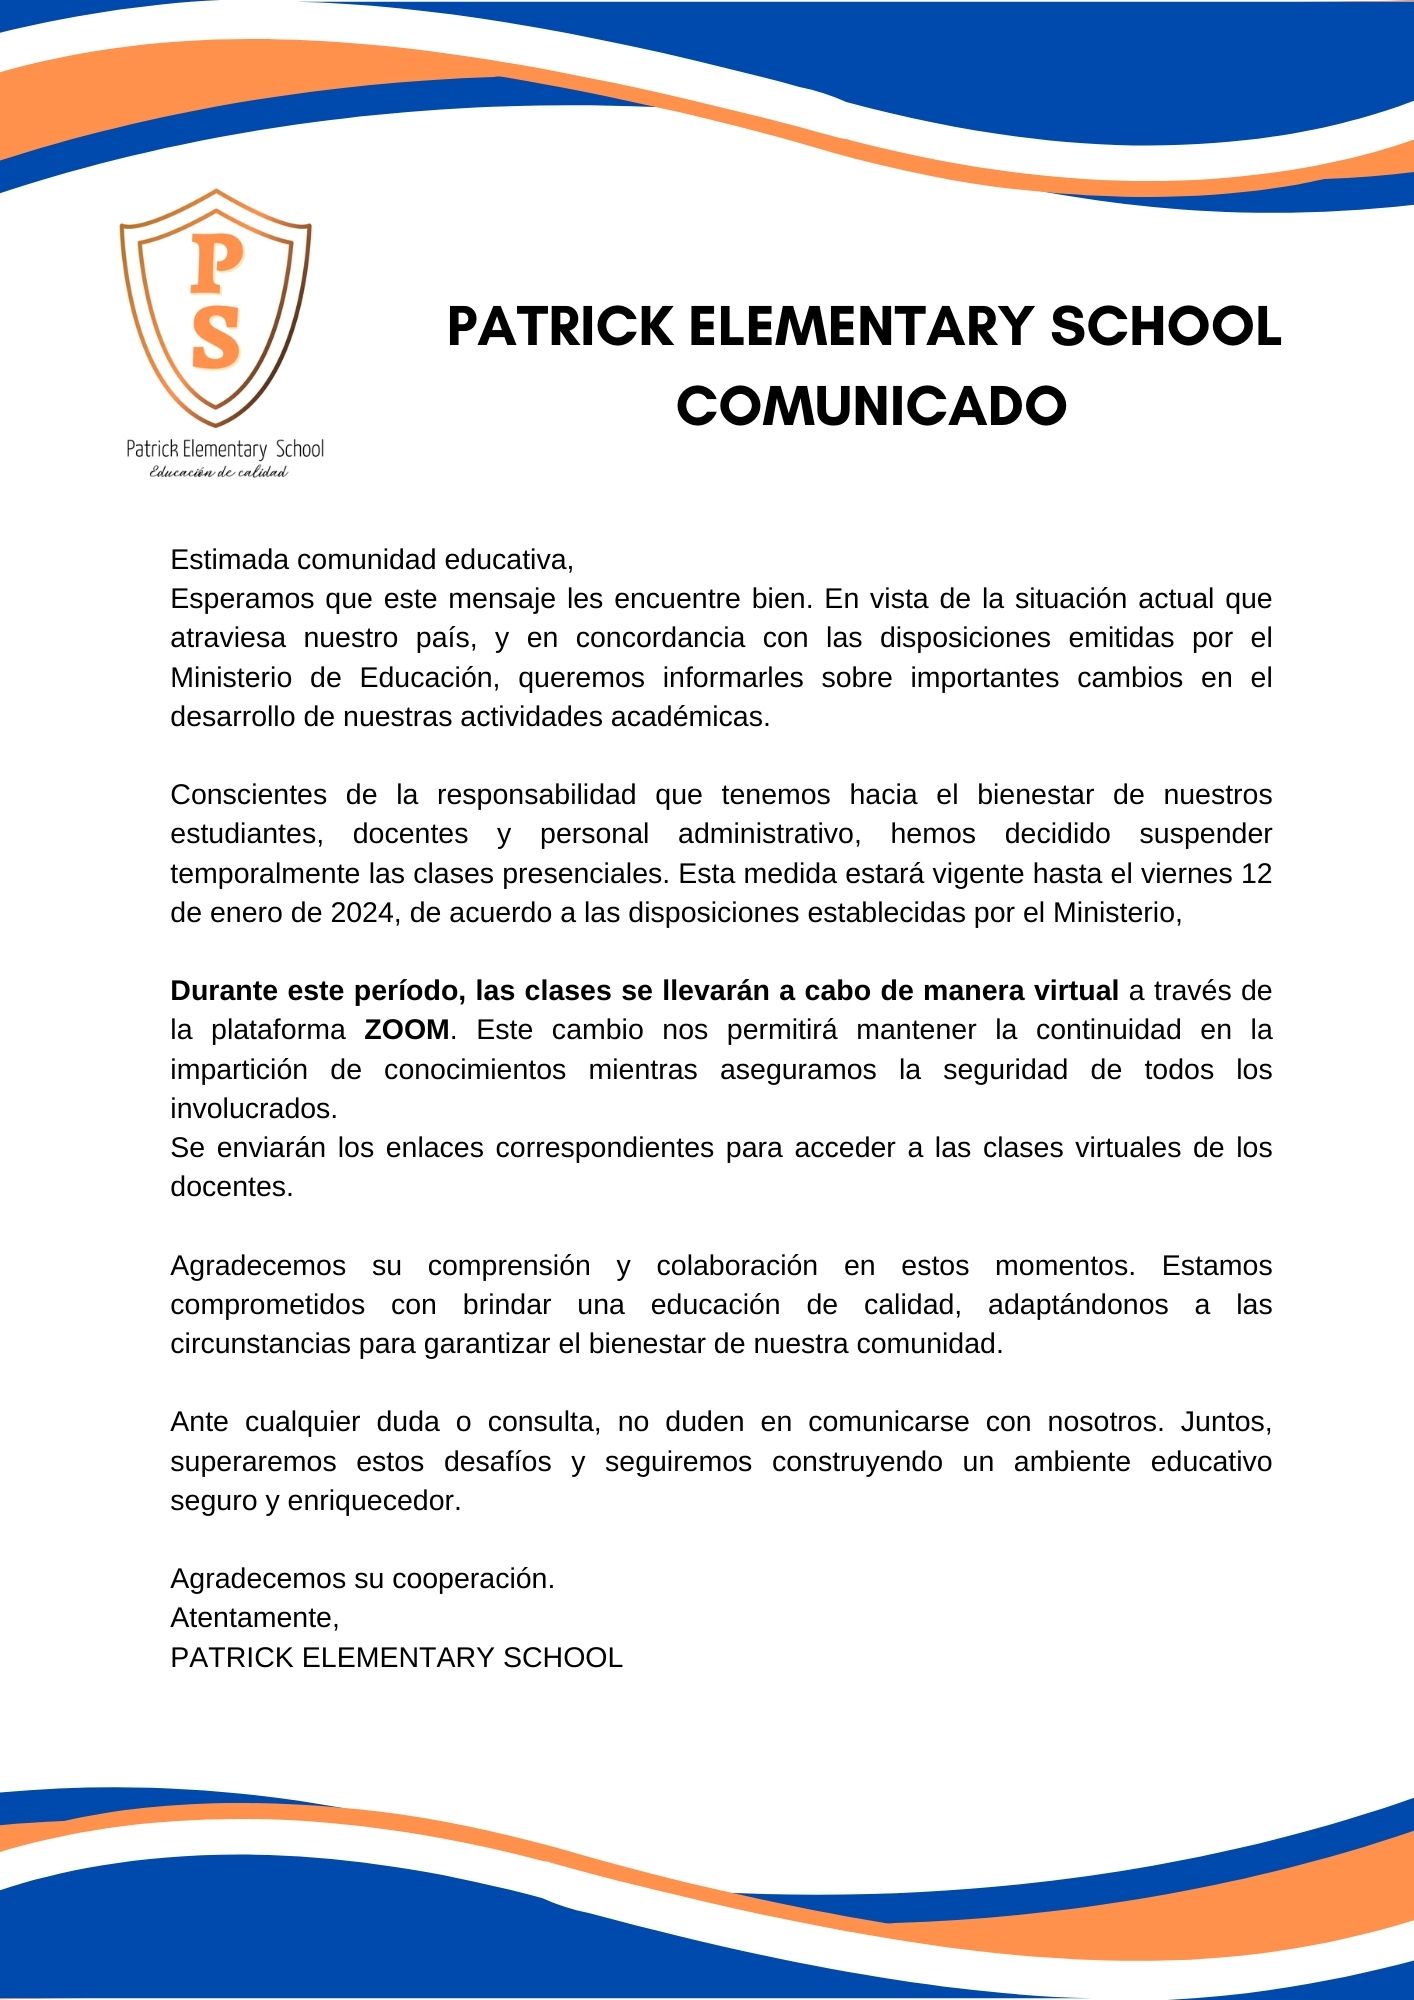 P
S
Patrick Elementary School
Educación de calidad
PATRICK ELEMENTARY SCHOOL
COMUNICADO
Estimada comunidad educativa,
Esperamos que este mensaje les encuentre bien. En vista de la situación actual que
atraviesa nuestro país, y en concordancia con las disposiciones emitidas por el
Ministerio de Educación, queremos informarles sobre importantes cambios en el
desarrollo de nuestras actividades académicas.
Conscientes de la responsabilidad que tenemos hacia el bienestar de nuestros
estudiantes, docentes y personal administrativo, hemos decidido suspender
temporalmente las clases presenciales. Esta medida estará vigente hasta el viernes 12
de enero de 2024, de acuerdo a las disposiciones establecidas por el Ministerio,
Durante este período, las clases se llevarán a cabo de manera virtual a través de
la plataforma ZOOM. Este cambio nos permitirá mantener la continuidad en la
impartición de conocimientos mientras aseguramos la seguridad de todos los
involucrados.
Se enviarán los enlaces correspondientes para acceder a las clases virtuales de los
docentes.
Agradecemos su comprensión y colaboración en estos momentos. Estamos
comprometidos con brindar una educación de calidad, adaptándonos a las
circunstancias para garantizar el bienestar de nuestra comunidad.
Ante cualquier duda o consulta, no duden en comunicarse con nosotros. Juntos,
superaremos estos desafíos y seguiremos construyendo un ambiente educativo
seguro y enriquecedor.
Agradecemos su cooperación.
Atentamente,
PATRICK ELEMENTARY SCHOOL